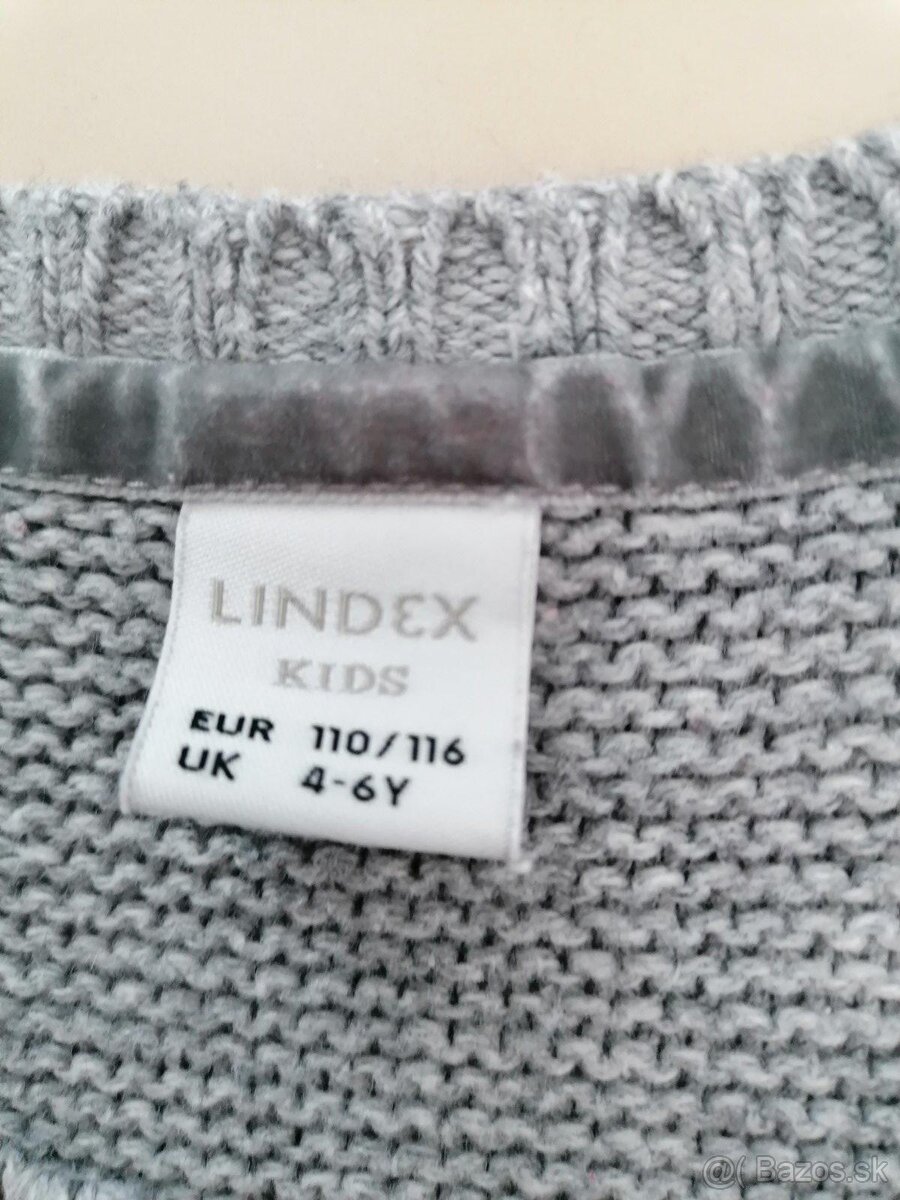 LINDEX
KIDS
EUR 110/116
UK 4-6Y
@( Bazos.sk